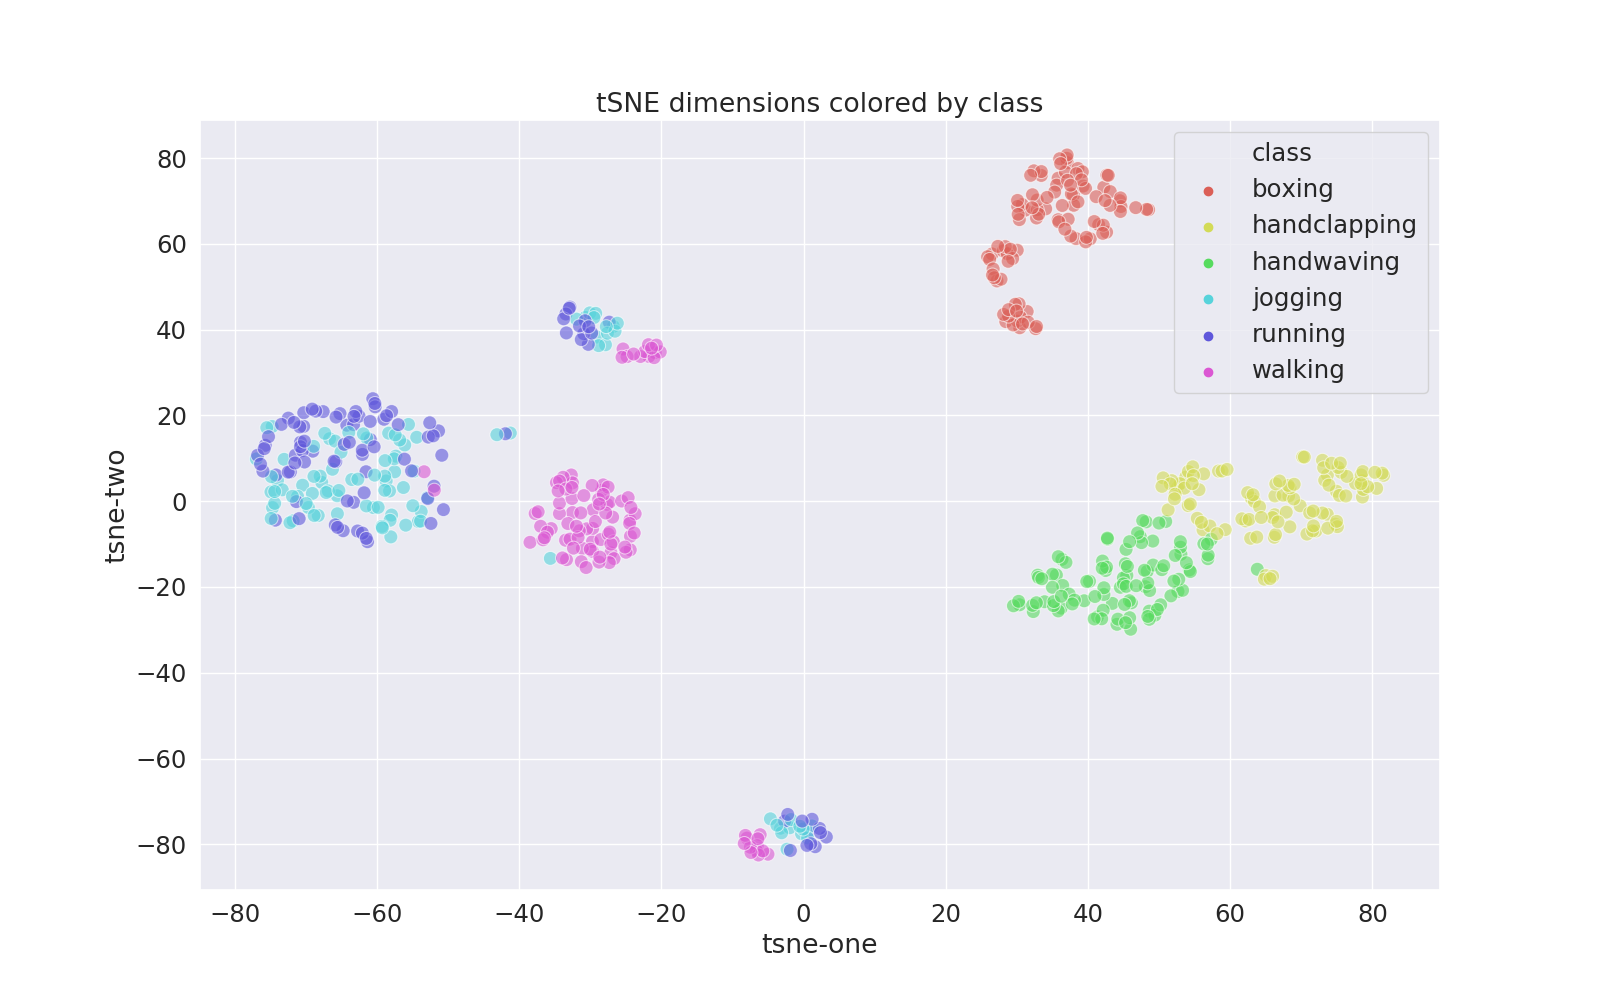 tSNE dimensions colored by class
class
boxing
handclapping
handwaving
jogging
running
walking
80
60
40
20
0
−20
−40
−60
−80
tsne-two
−80 −60 −40 −20 0 20 40 60 80
tsne-one